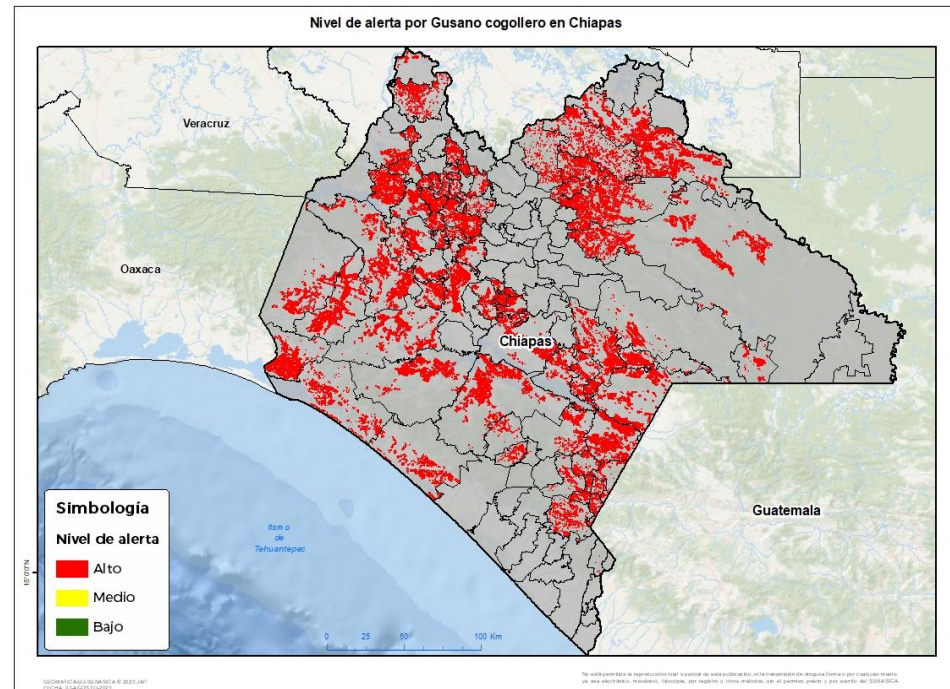 Nivel de alerta por Gusano cogollero en Chiapas
Veracruz
Oaxaca
Chiapas
Guatemala
Itsmo
de
Tehuantepec
Simbología
Nivel de alerta
Alto
Medio
Bajo
15°0'0"N
0 25 50 100 Km